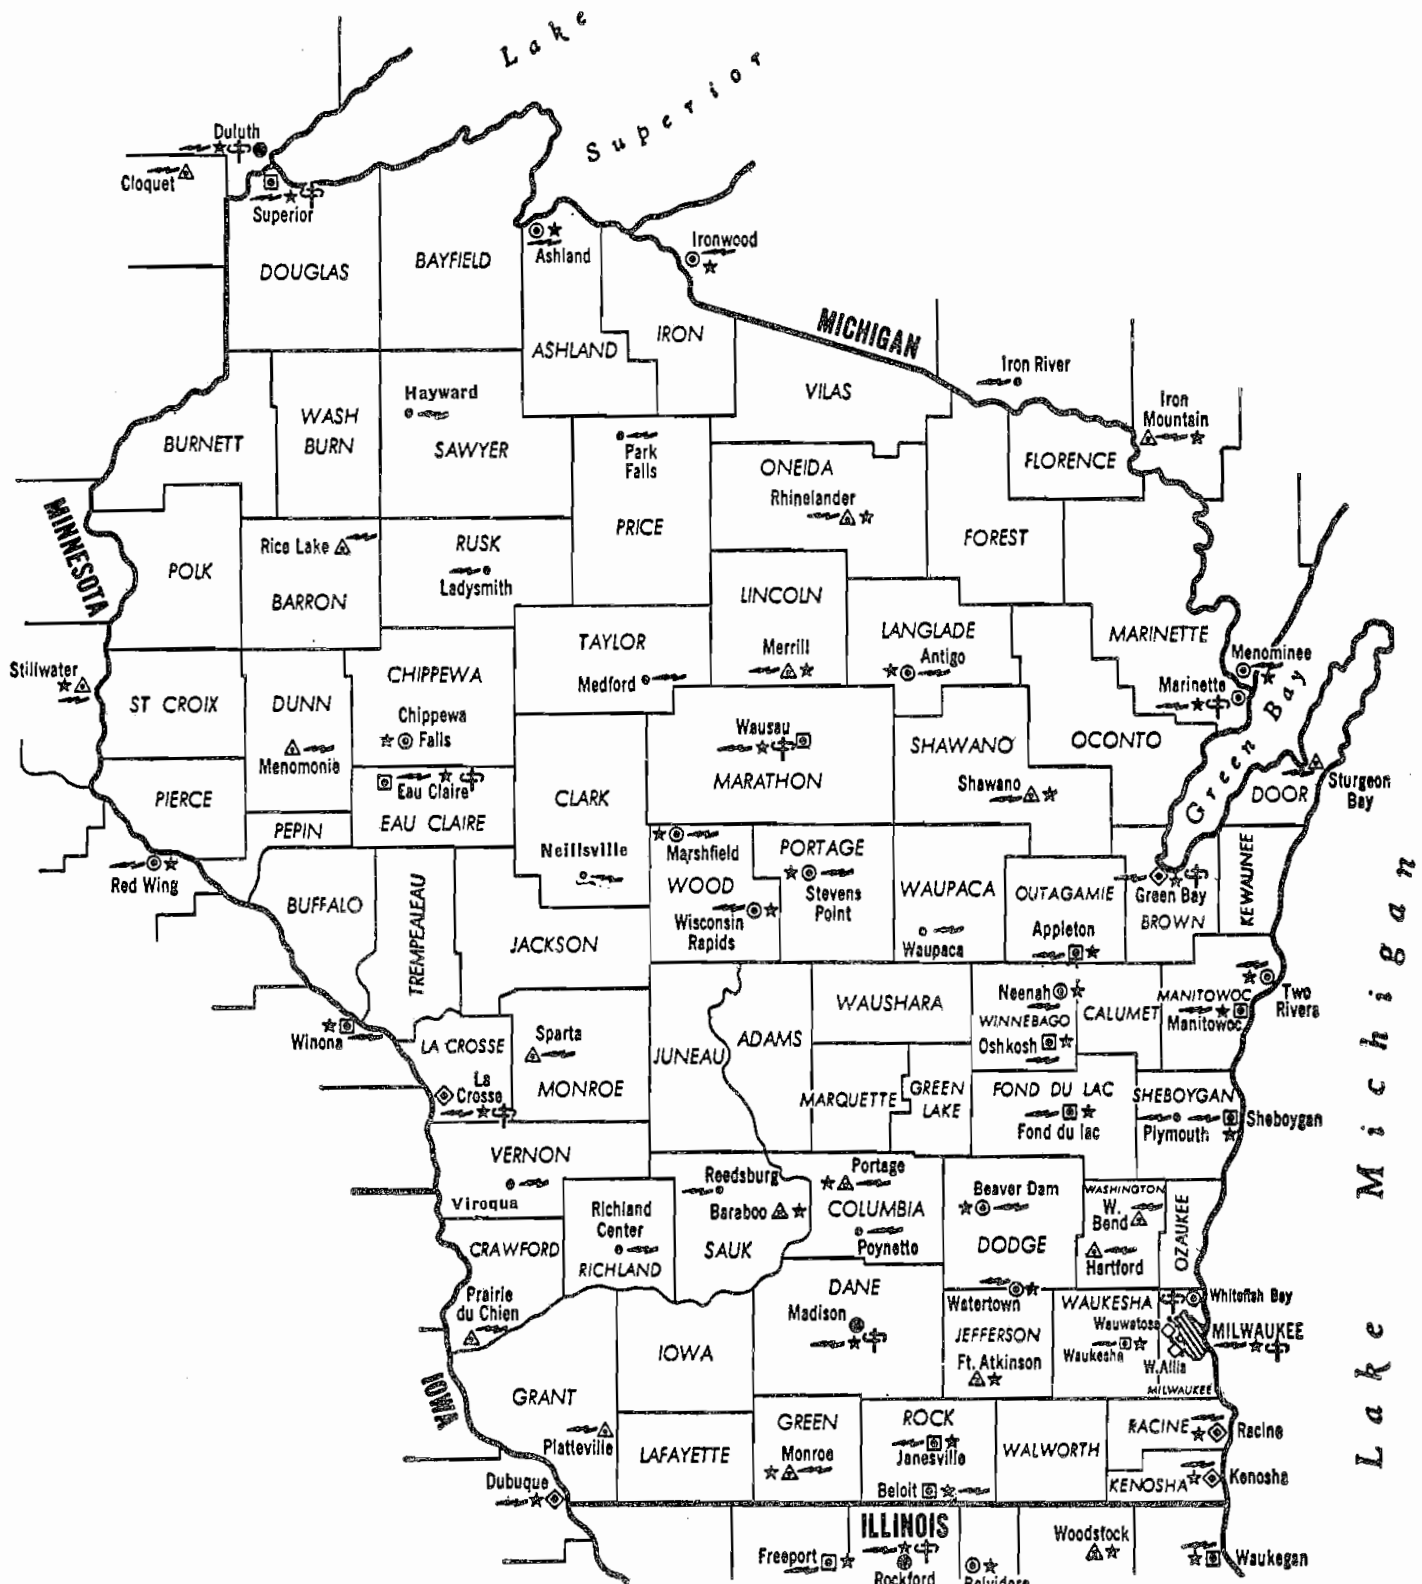 Lake
Superior
Duluth
Cloquet
Superior
Ashland
Ironwood
DOUGLAS
BAYFIELD
MICHIGAN
IRON
ASHLAND
Iron River
Hayward
VILAS
Iron
Mountain
WASH
BURN
BURNETT
SAWYER
Park
Falls
FLORENCE
ONEIDA
Rhinelander
MINNESOTA
PRICE
FOREST
Rice Lake
RUSK
POLK
Ladysmith
BARRON
LINCOLN
TAYLOR
LANGLADE
MARINETTE
Merrill
Antigo
Menominee
Stillwater
CHIPPEWA
Medford
Marinette
ST CROIX
DUNN
Chippewa
Falls
Wausau
SHAWANO
OCONTO
Green Bay
Menomonie
MARATHON
Shawano
Sturgeon
Bay
DOOR
PIERCE
Eau Claire
CLARK
PEPIN
EAU CLAIRE
Neillsville
Marshfield
PORTAGE
Red Wing
WOOD
Stevens
Point
WAUPACA
OUTAGAMIE
Green Bay
KEWAUNEE
BUFFALO
TREMPEALEAU
Wisconsin
Rapids
Appleton
BROWN
Waupaca
JACKSON
Lake Michigan
Neenah
MANITOWOC
Two
Rivers
WAUSHARA
CALUMET
WINNEBAGO
Manitowoc
Winona
Sparta
ADAMS
Oshkosh
LA CROSSE
JUNEAU
La
Crosse
MONROE
MARQUETTE
GREEN
LAKE
FOND DU LAC
SHEBOYGAN
Fond du lac
Plymouth
Sheboygan
VERNON
Reedsburg
Portage
Viroqua
Richland
Center
Baraboo
COLUMBIA
Beaver Dam
WASHINGTON
W.
Bend
OZAUKEE
CRAWFORD
SAUK
Poynette
DODGE
Hartford
RICHLAND
Prairie
du Chien
DANE
Watertown
WAUKESHA
Whitefish Bay
Madison
Wauwatosa
MILWAUKEE
JEFFERSON
Waukesha
IOWA
Ft. Atkinson
W. Allis
MILWAUKEE
IOWA
GRANT
GREEN
ROCK
RACINE
Racine
Platteville
LAFAYETTE
Monroe
Janesville
WALWORTH
Dubuque
Beloit
KENOSHA
Kenosha
ILLINOIS
Woodstock
Freeport
Waukegan
Rockford
Belvidere